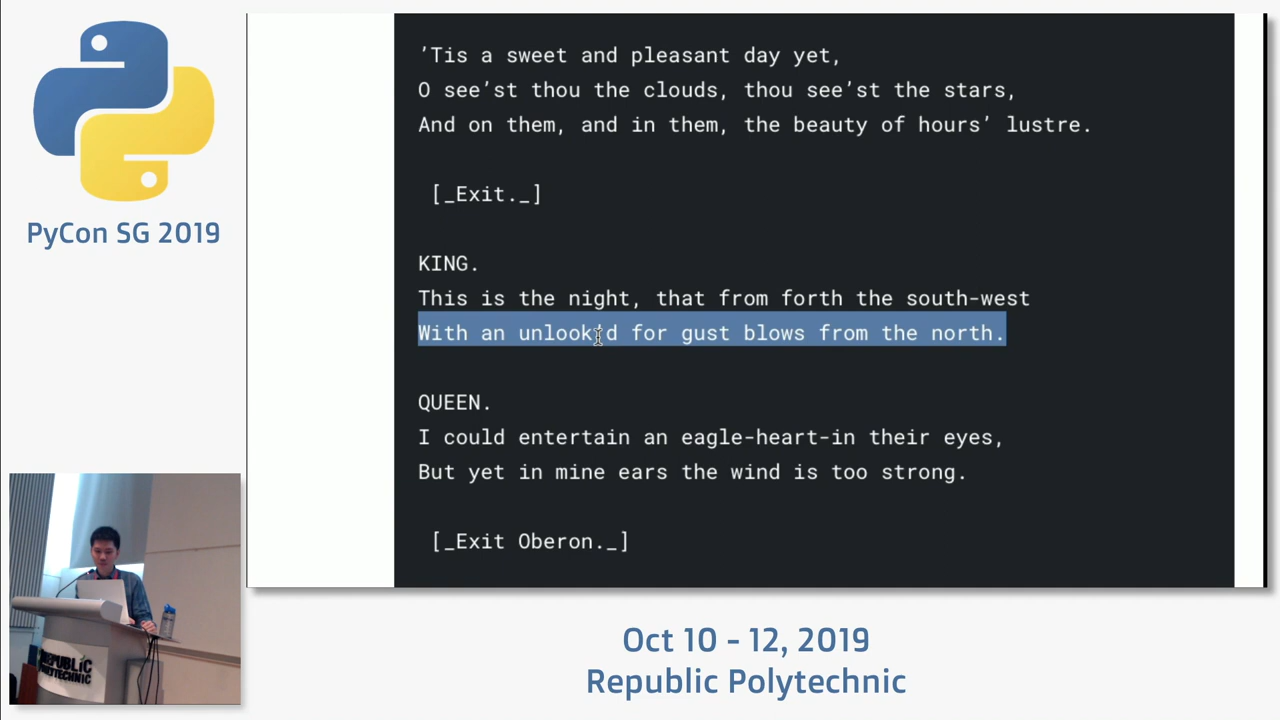 PyCon SG 2019
’Tis a sweet and pleasant day yet,
O see’st thou the clouds, thou see’st the stars,
And on them, and in them, the beauty of hours’ lustre.
[_Exit._]
KING.
This is the night, that from forth the south-west
With an unlook’d for gust blows from the north.
QUEEN.
I could entertain an eagle-heart-in their eyes,
But yet in mine ears the wind is too strong.
[_Exit Oberon._]
REPUBLIC
POLYTECHNIC
Oct 10 - 12, 2019
Republic Polytechnic